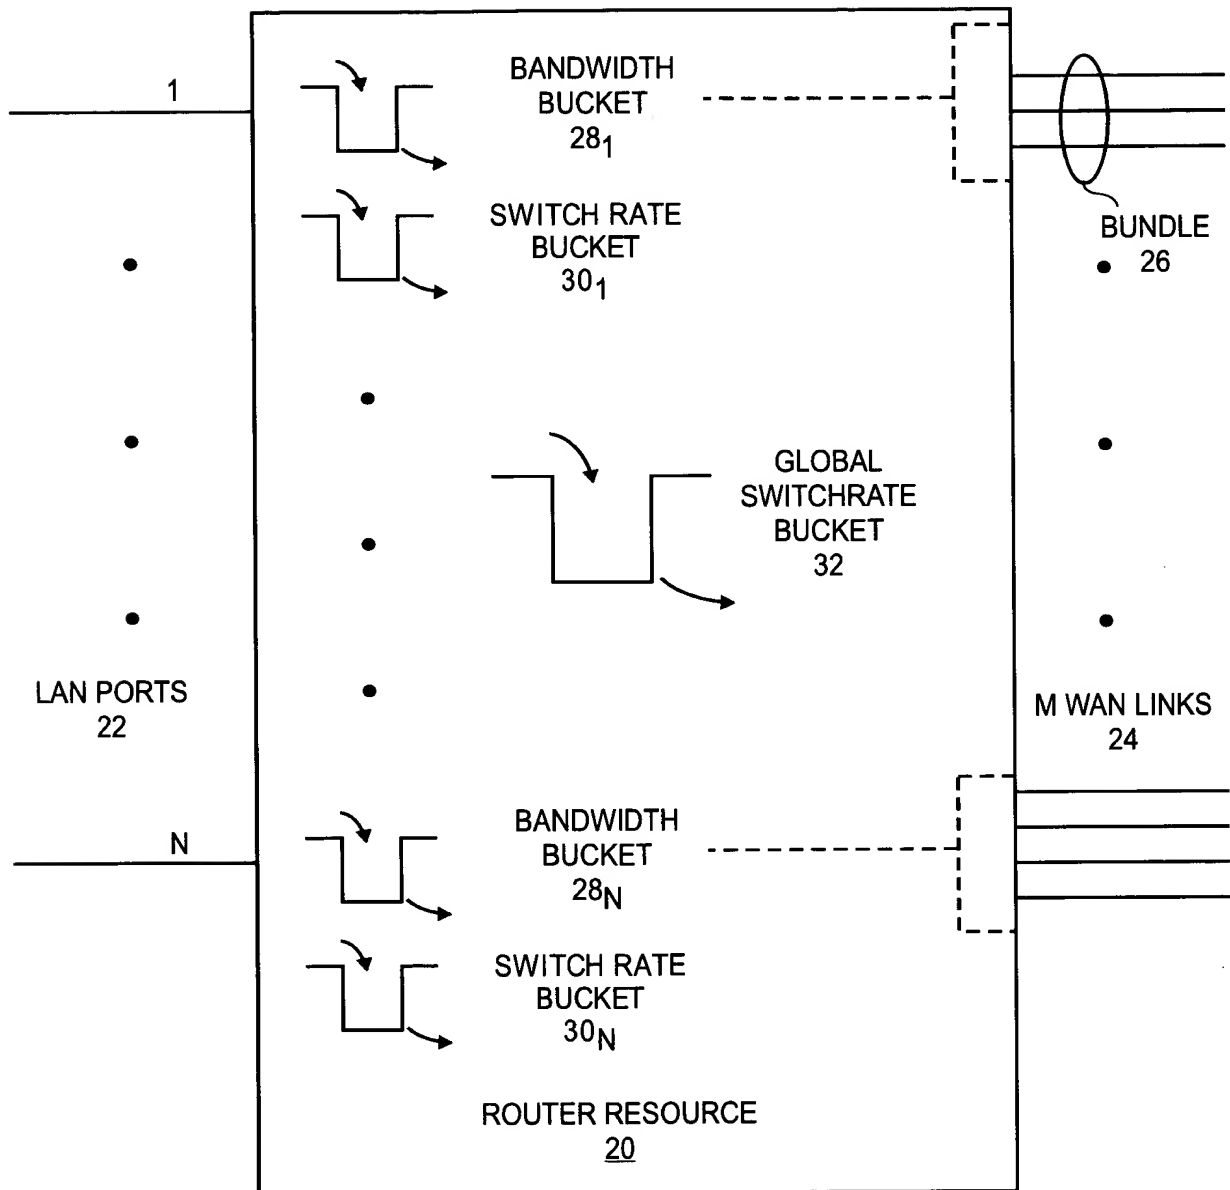 1
BANDWIDTH
BUCKET
28₁
SWITCH RATE
BUCKET
30₁
BUNDLE
26
GLOBAL
SWITCHRATE
BUCKET
32
LAN PORTS
22
M WAN LINKS
24
N
BANDWIDTH
BUCKET
28N
SWITCH RATE
BUCKET
30N
ROUTER RESOURCE
20